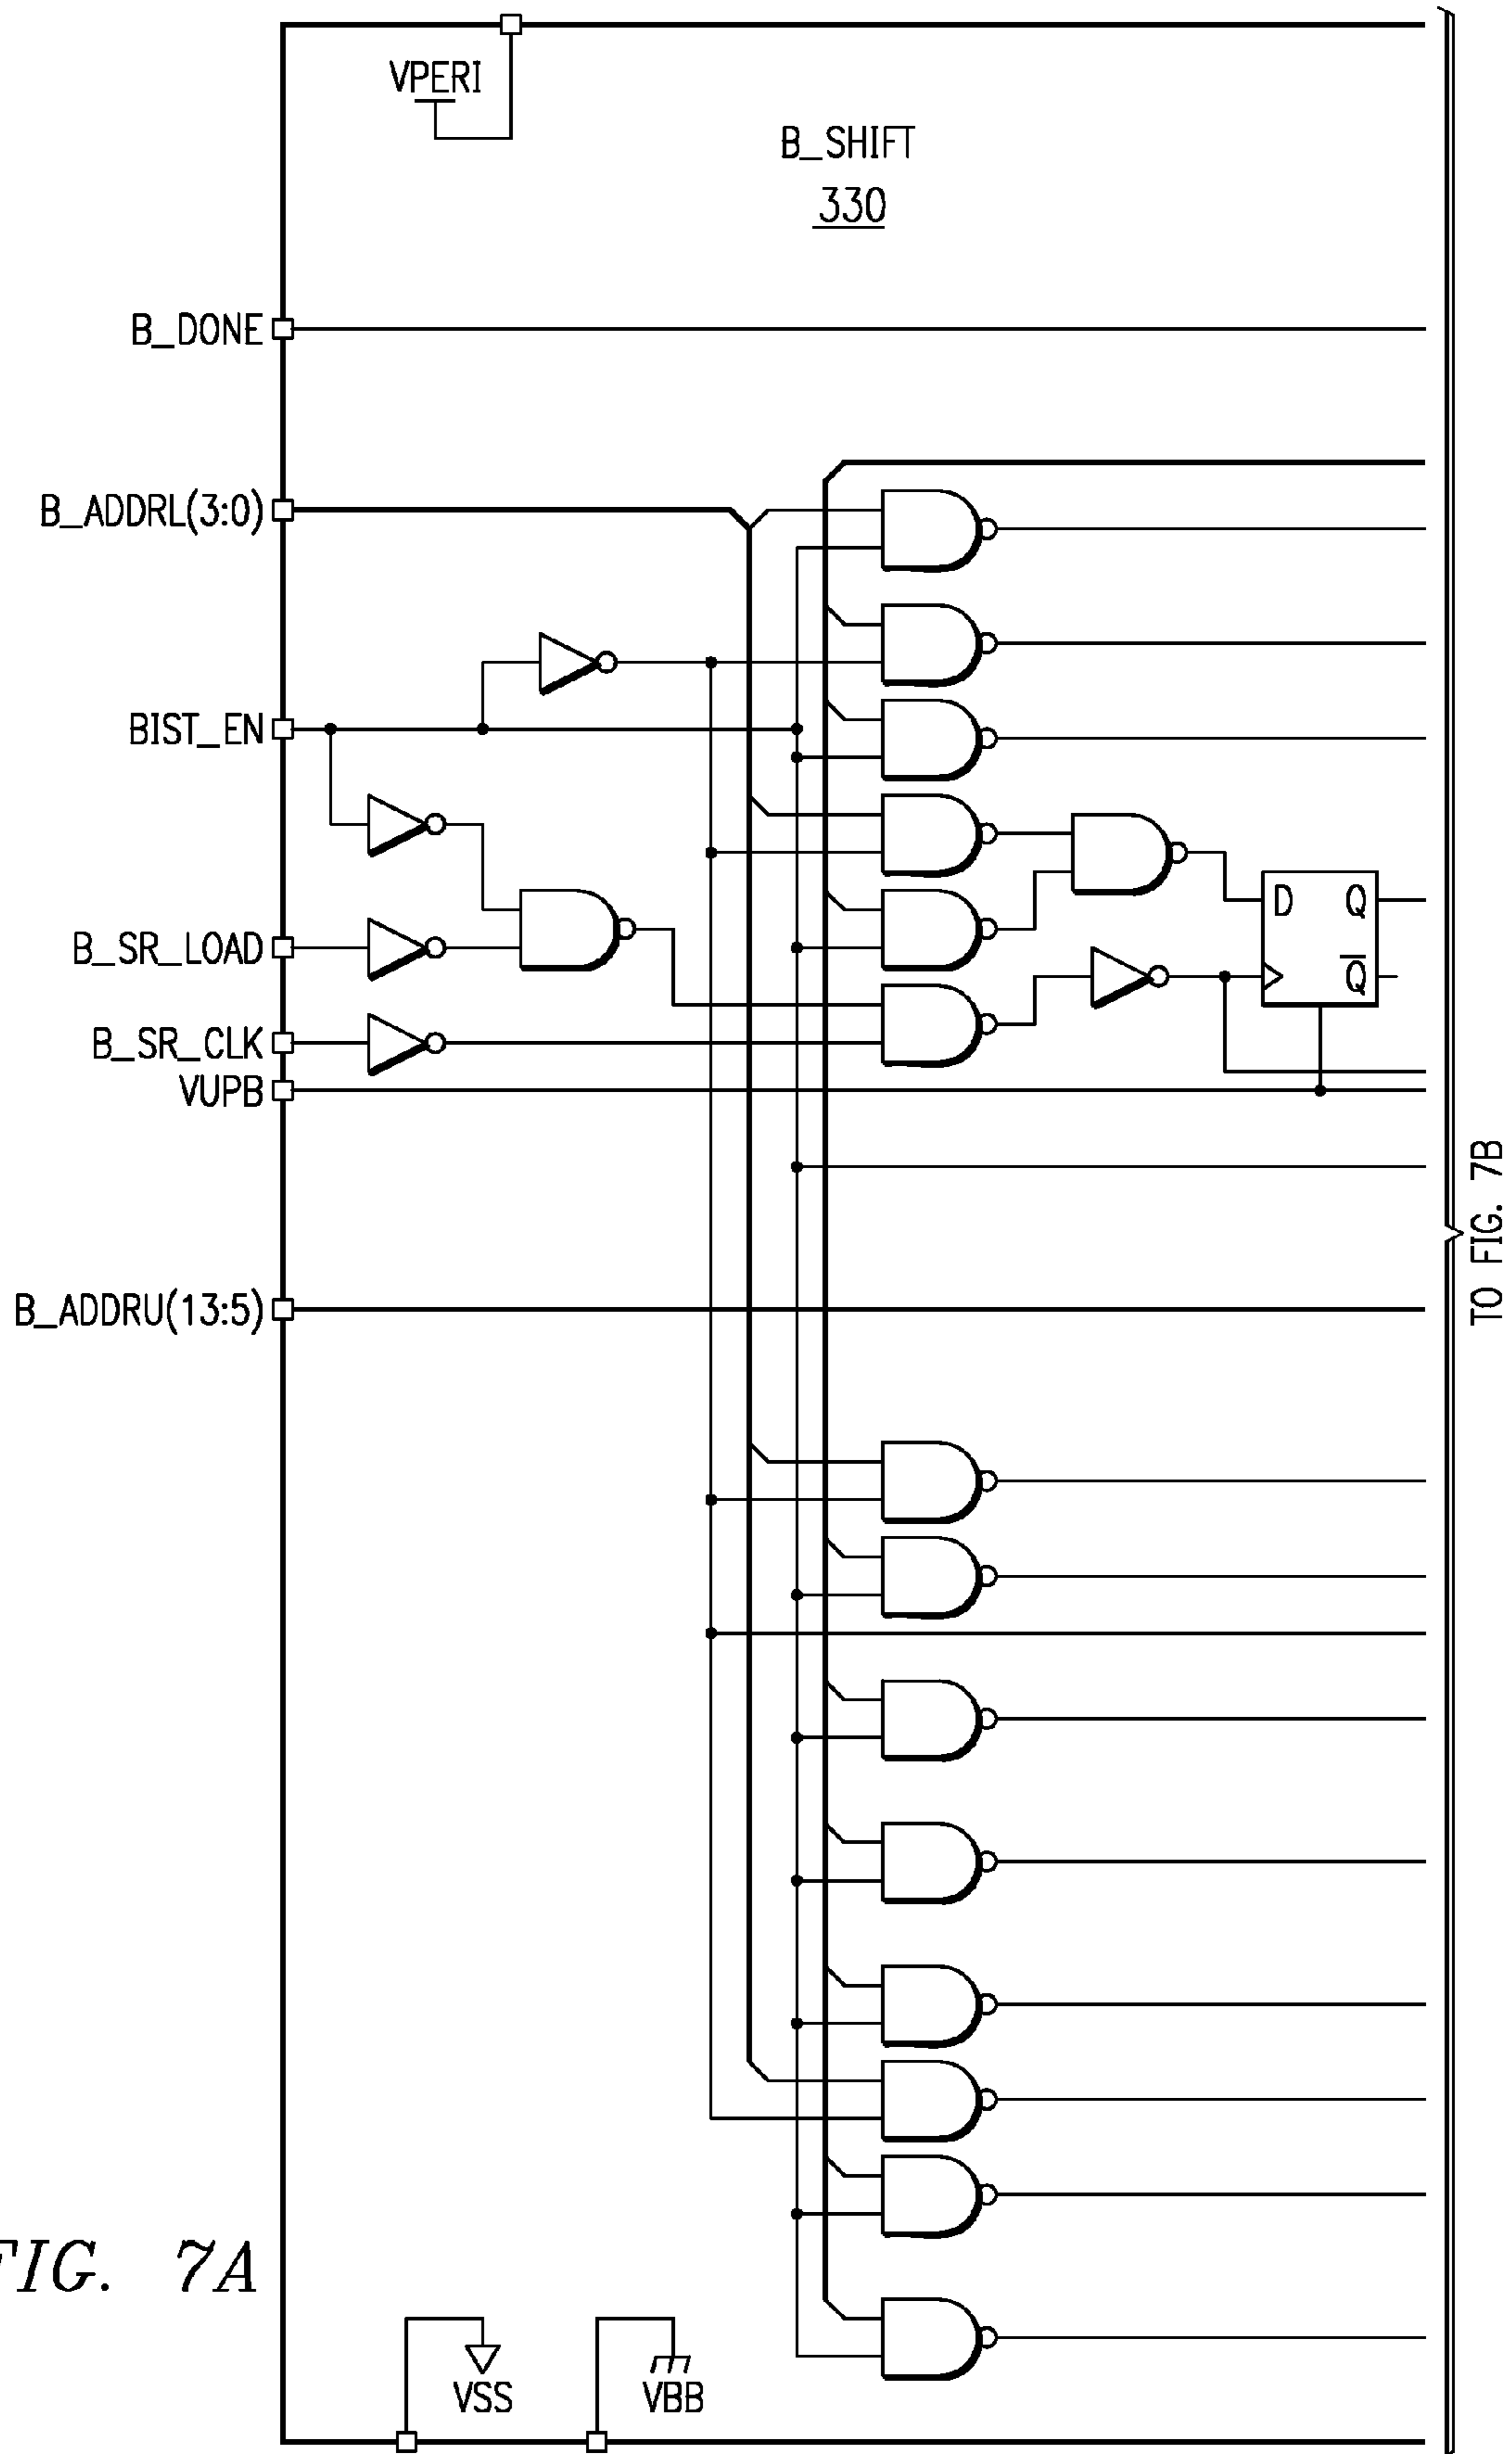 VPERI
B_SHIFT
330
B_DONE
B_ADDRL(3:0)
BIST_EN
B_SR_LOAD
D Q
Q̅
B_SR_CLK
VUPB
TO FIG. 7B
B_ADDRU(13:5)
FIG. 7A
VSS
VBB